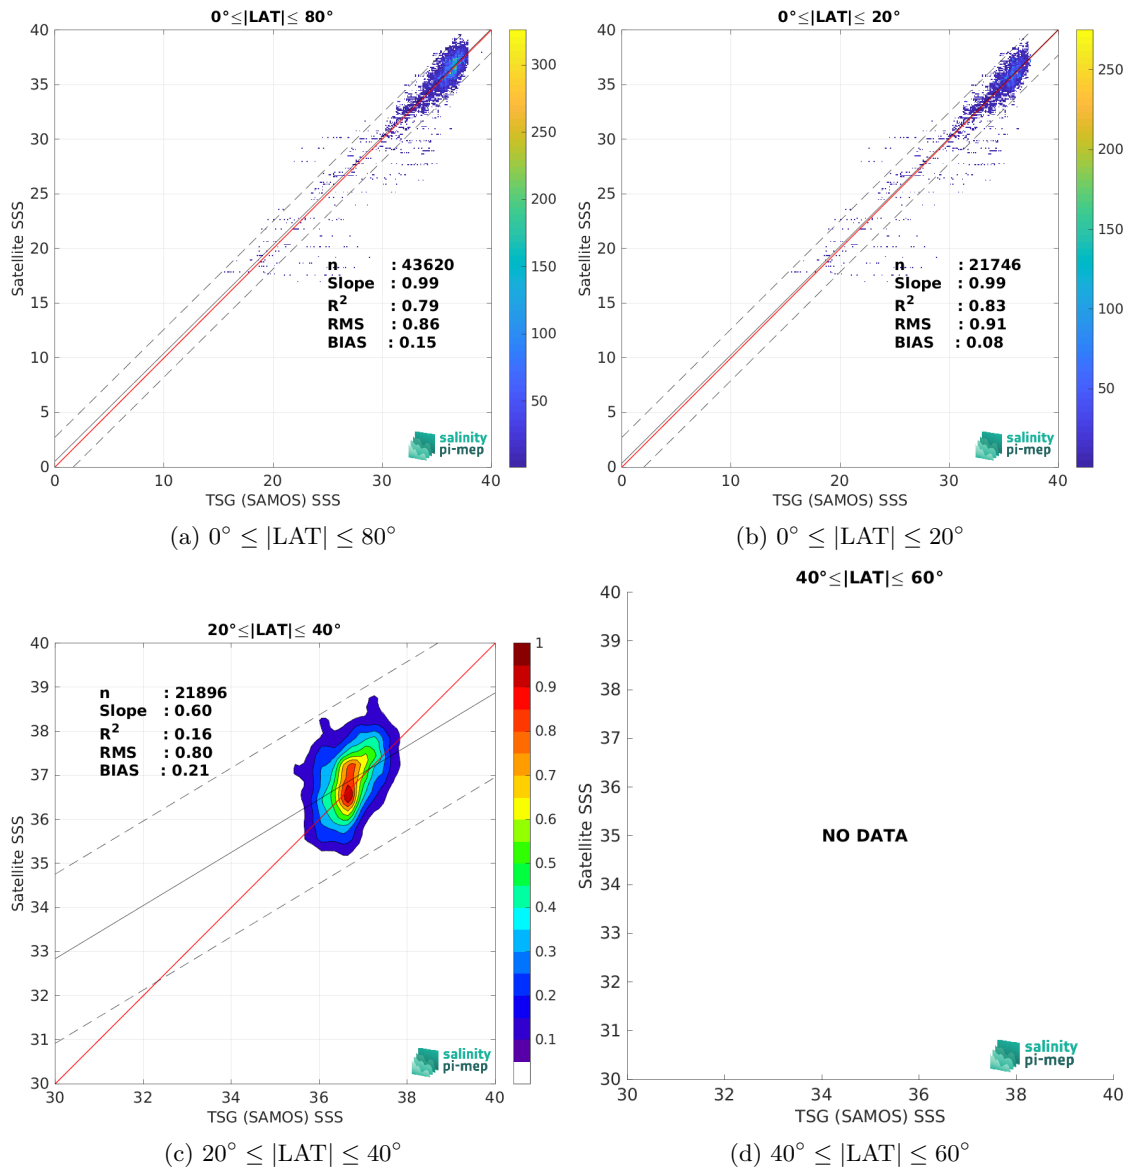 0°≤|LAT|≤ 80°
40
35
30
25
20
15
10
5
0
0
10
20
30
40
Satellite SSS
TSG (SAMOS) SSS
n : 43620
Slope : 0.99
R² : 0.79
RMS : 0.86
BIAS : 0.15
salinity
pi-mep
300
250
200
150
100
50
(a) 0° ≤ |LAT| ≤ 80°
0°≤|LAT|≤ 20°
40
35
30
25
20
15
10
5
0
0
10
20
30
40
Satellite SSS
TSG (SAMOS) SSS
n : 21746
Slope : 0.99
R² : 0.83
RMS : 0.91
BIAS : 0.08
salinity
pi-mep
250
200
150
100
50
(b) 0° ≤ |LAT| ≤ 20°
20°≤|LAT|≤ 40°
40
39
38
37
36
35
34
33
32
31
30
30
32
34
36
38
40
Satellite SSS
TSG (SAMOS) SSS
n : 21896
Slope : 0.60
R² : 0.16
RMS : 0.80
BIAS : 0.21
salinity
pi-mep
1
0.9
0.8
0.7
0.6
0.5
0.4
0.3
0.2
0.1
(c) 20° ≤ |LAT| ≤ 40°
40°≤|LAT|≤ 60°
40
39
38
37
36
35
34
33
32
31
30
30
32
34
36
38
40
Satellite SSS
TSG (SAMOS) SSS
NO DATA
salinity
pi-mep
(d) 40° ≤ |LAT| ≤ 60°